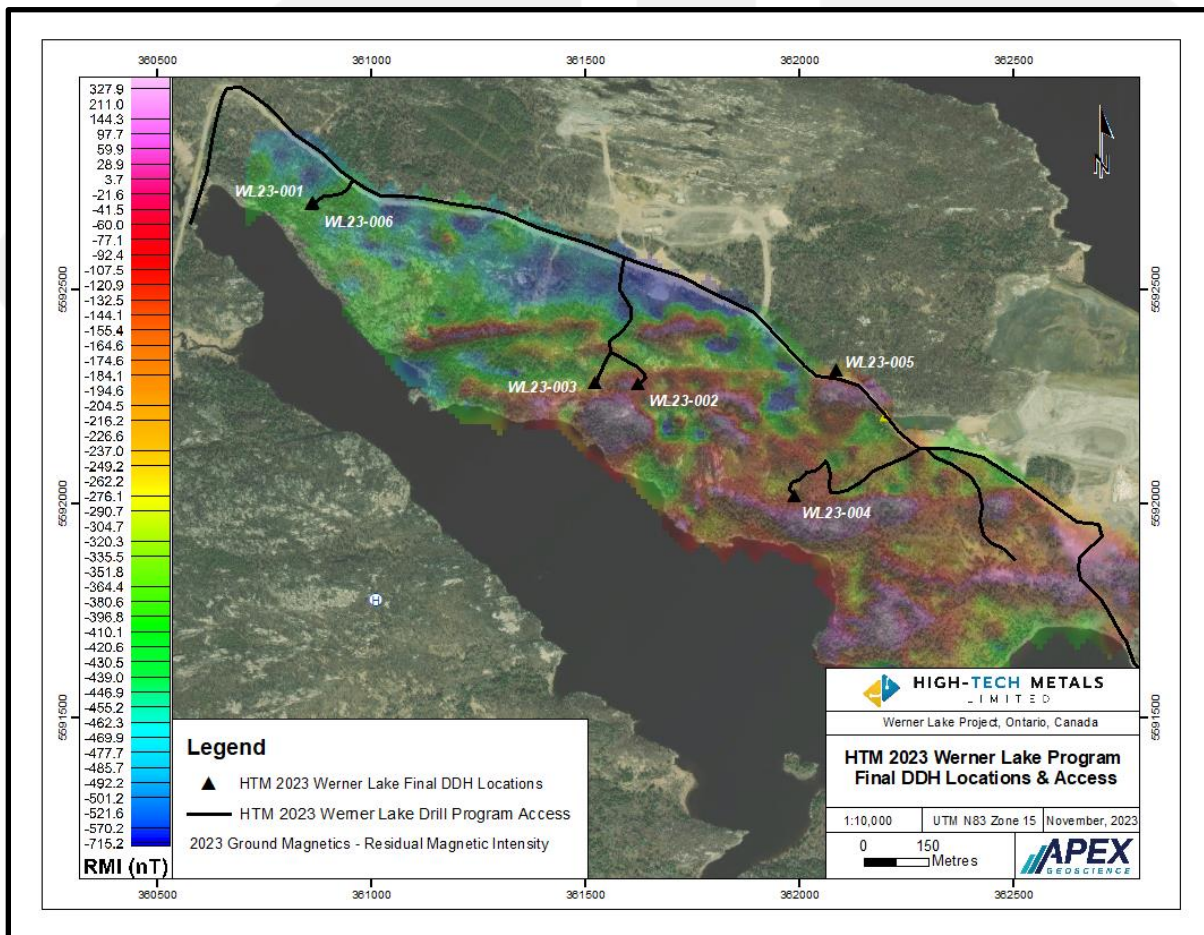 360500 361000 361500 362000 362500
327.9
211.0
144.3
97.7
59.9
28.9
3.7
-21.6
-41.5
-60.0
-77.1
-92.4
-107.5
-120.9
-132.5
-144.1
-155.4
-164.6
-174.6
-184.1
-194.6
-204.5
-216.2
-226.6
-237.0
-249.2
-262.2
-276.1
-290.7
-304.7
-320.2
-335.5
-351.8
-364.4
-380.6
-396.8
-410.1
-420.6
-430.5
-439.0
-446.9
-455.2
-462.3
-469.9
-477.7
-485.7
-492.2
-501.2
-521.6
-570.2
-715.2
RMI (nT)
N
WL23-001
WL23-006
WL23-003
WL23-002
WL23-005
WL23-004
H
5592500
5592000
5591500
5592500
5592000
5591500
Legend
HTM 2023 Werner Lake Final DDH Locations
HTM 2023 Werner Lake Drill Program Access
2023 Ground Magnetics - Residual Magnetic Intensity
HIGH-TECH METALS
LIMITED
Werner Lake Project, Ontario, Canada
HTM 2023 Werner Lake Program
Final DDH Locations & Access
1:10,000 UTM N83 Zone 15 November, 2023
0 150
Metres
APEX
GEOSCIENCE
360500 361000 361500 362000 362500